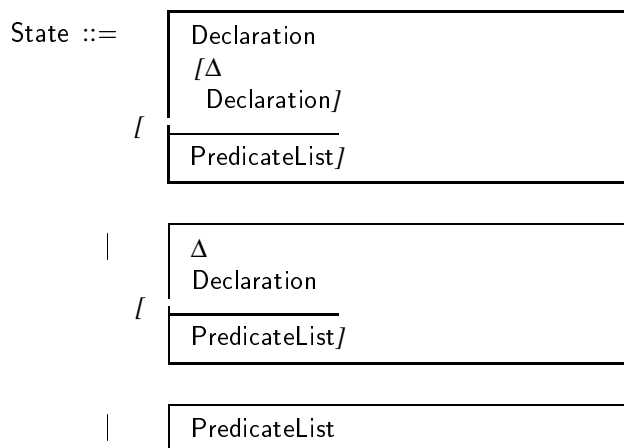 State ::= Declaration
[Δ
Declaration]
[
PredicateList]
| Δ
Declaration
[
PredicateList]
| PredicateList